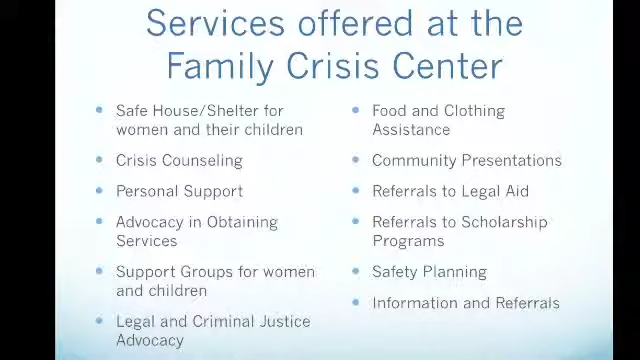 Services offered at the
Family Crisis Center
Safe House/Shelter for
women and their children
Crisis Counseling
Personal Support
Advocacy in Obtaining
Services
Support Groups for women
and children
Legal and Criminal Justice
Advocacy
Food and Clothing
Assistance
Community Presentations
Referrals to Legal Aid
Referrals to Scholarship
Programs
Safety Planning
Information and Referrals